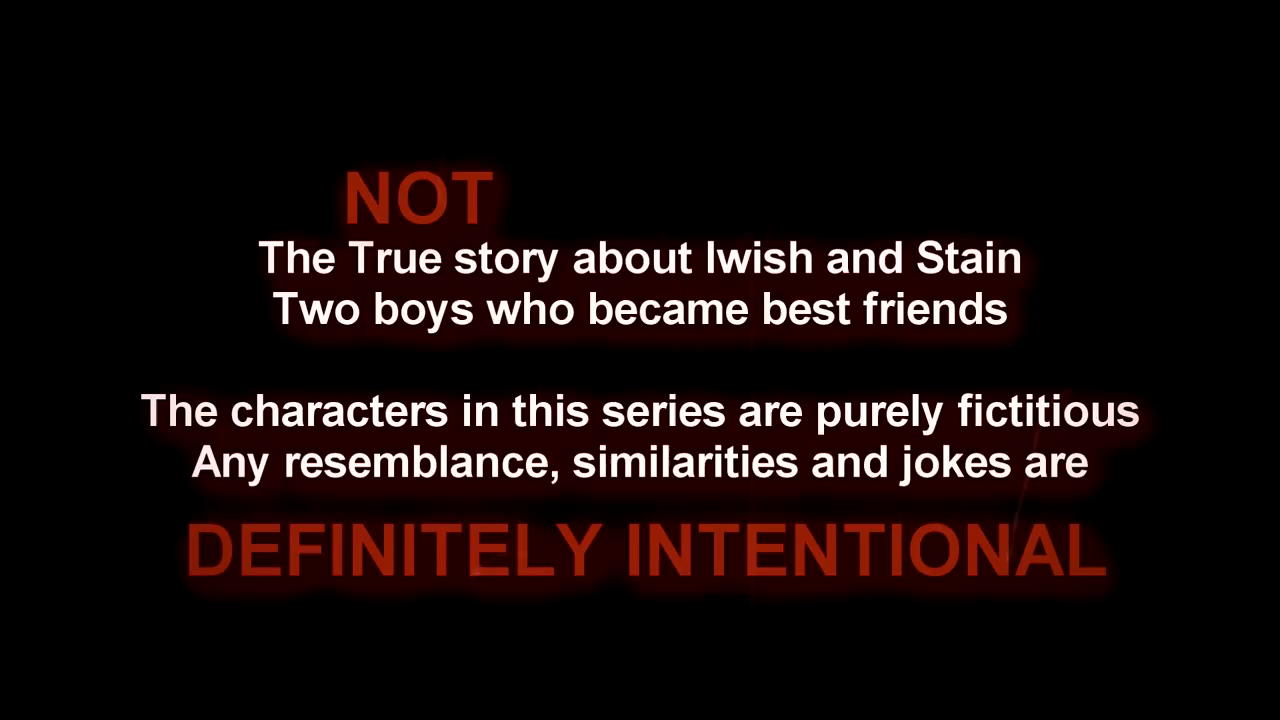 NOT
The True story about Iwish and Stain
Two boys who became best friends
The characters in this series are purely fictitious
Any resemblance, similarities and jokes are
DEFINITELY INTENTIONAL